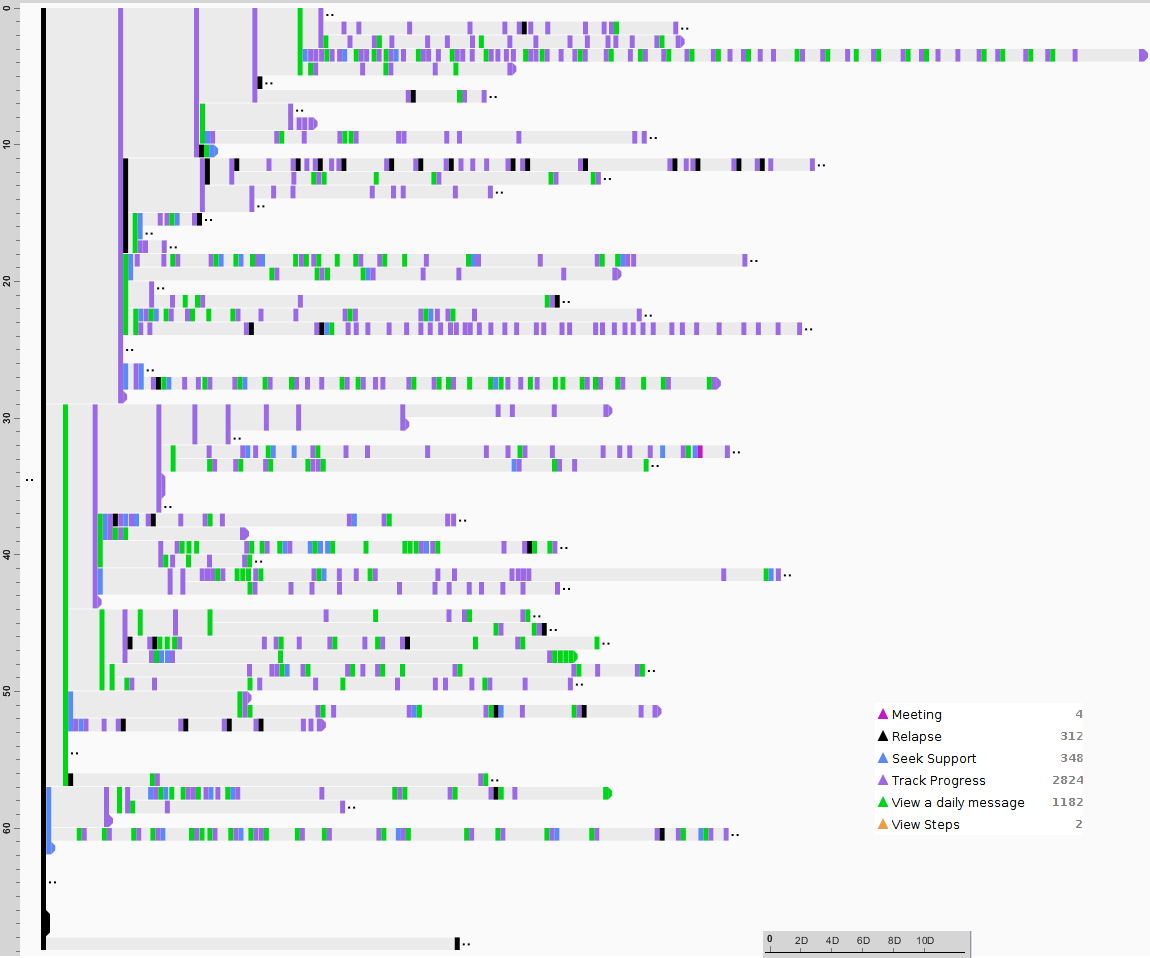 0
10
20
30
40
50
60
Meeting 4
Relapse 312
Seek Support 348
Track Progress 2824
View a daily message 1182
View Steps 2
0 2D 4D 6D 8D 10D